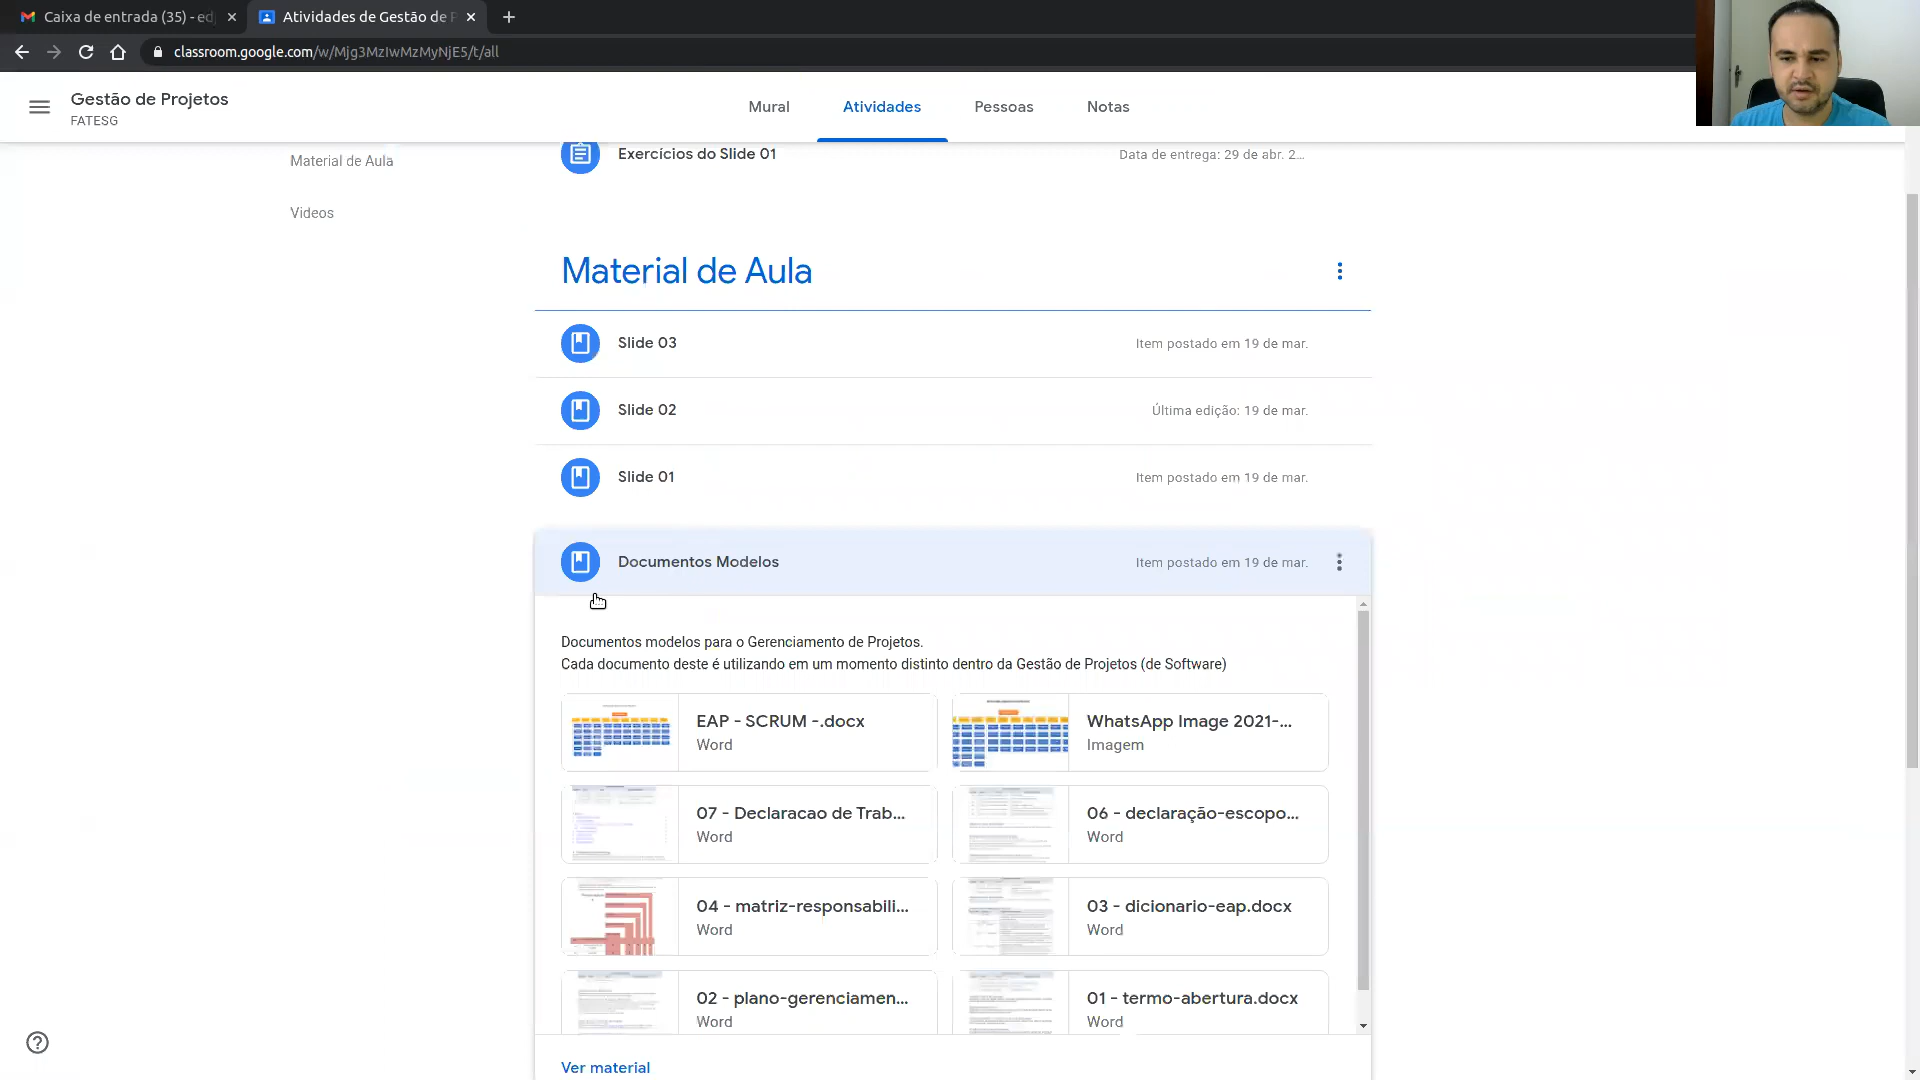 Caixa de entrada (35) - ed
Atividades de Gestão de P
classroom.google.com/w/Mjg3MzIwMzMyNjE5/t/all
Gestão de Projetos
FATESG
Mural
Atividades
Pessoas
Notas
Material de Aula
Videos
Exercícios do Slide 01
Data de entrega: 29 de abr. 2...
Material de Aula
Slide 03
Item postado em 19 de mar.
Slide 02
Última edição: 19 de mar.
Slide 01
Item postado em 19 de mar.
Documentos Modelos
Item postado em 19 de mar.
Documentos modelos para o Gerenciamento de Projetos.
Cada documento deste é utilizando em um momento distinto dentro da Gestão de Projetos (de Software)
EAP - SCRUM -.docx
Word
WhatsApp Image 2021-...
Imagem
07 - Declaracao de Trab...
Word
06 - declaração-escopo...
Word
04 - matriz-responsabili...
Word
03 - dicionario-eap.docx
Word
02 - plano-gerenciamen...
Word
01 - termo-abertura.docx
Word
Ver material